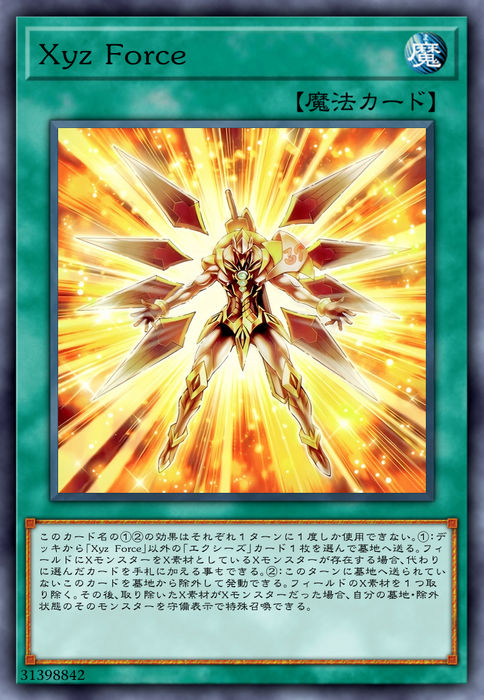 Xyz Force
魔
【魔法カード】
このカード名の①②の効果はそれぞれ1ターンに1度しか使用できない。①:デ
ッキから「Xyz Force」以外の「エクシーズ」カード1枚を選んで墓地へ送る。フィー
ルドにXモンスターをX素材としているXモンスターが存在する場合、代わり
に選んだカードを手札に加える事もできる。②:このターンに墓地へ送られてい
ないこのカードを墓地から除外して発動できる。フィールドのX素材を1つ取
り除く。その後、取り除いたX素材がXモンスターだった場合、自分の墓地・除外
状態のそのモンスターを守備表示で特殊召喚できる。
31398842